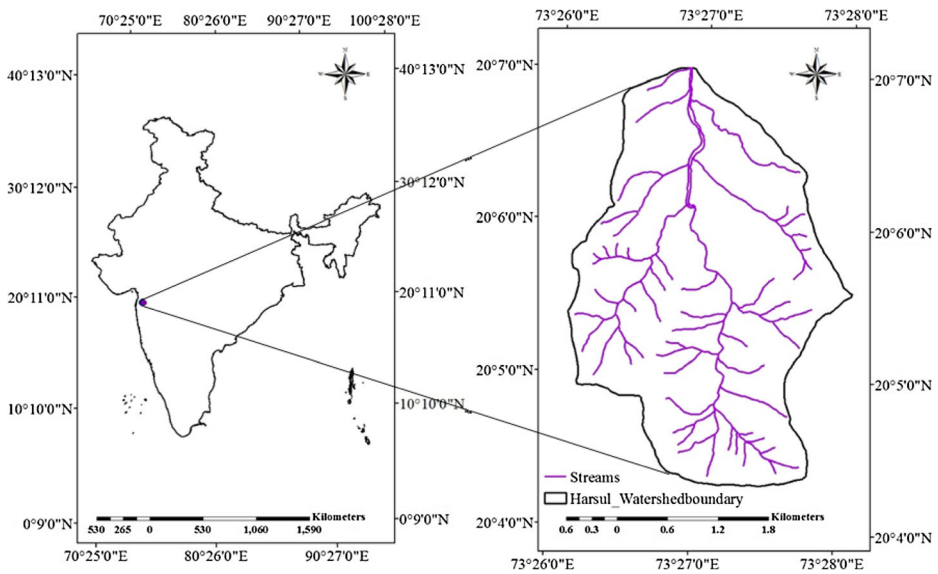 70°25'0"E 80°26'0"E 90°27'0"E 100°28'0"E
73°26'0"E 73°27'0"E 73°28'0"E
N
W E
S
N
W E
S
40°13'0"N
40°13'0"N
20°7'0"N
20°7'0"N
30°12'0"N
30°12'0"N
20°6'0"N
20°6'0"N
20°11'0"N
20°11'0"N
20°5'0"N
20°5'0"N
10°10'0"N
10°10'0"N
Streams
Harsul_Watershedboundary
Kilometers
530 265 0 530 1,060 1,590
Kilometers
0.6 0.3 0 0.6 1.2 1.8
0°9'0"N
0°9'0"N
20°4'0"N
20°4'0"N
70°25'0"E 80°26'0"E 90°27'0"E
73°26'0"E 73°27'0"E 73°28'0"E